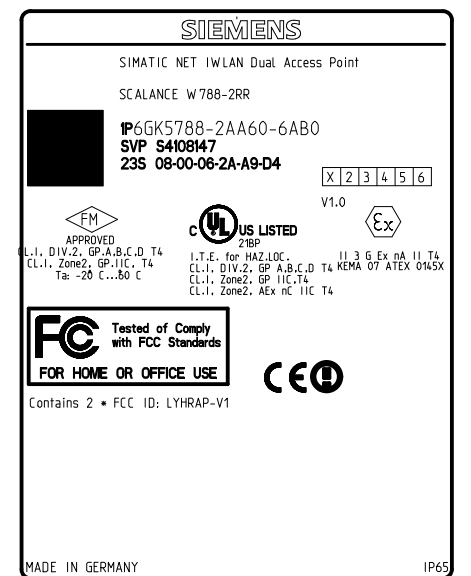 SIEMENS
SIMATIC NET IWLAN Dual Access Point
SCALANCE W788-2RR
1P6GK5788-2AA60-6AB0
SVP S4108147
23S 08-00-06-2A-A9-D4
X 2 3 4 5 6
V1.0
FM
APPROVED
CL.I, DIV.2, GP.A.B,C,D T4
CL.I, Zone2, GP.IIC, T4
Ta: -20 C...60 C
C UL US LISTED
21BP
I.T.E. for HAZ.LOC.
CL.I, DIV.2, GP A,B,C,D T4
CL.I, Zone2, GP IIC,T4
CL.I, Zone2, AEx nC IIC T4
Ex
II 3 G Ex nA II T4
KEMA 07 ATEX 0145X
FC
Tested of Comply
with FCC Standards
FOR HOME OR OFFICE USE
CE
Contains 2 * FCC ID: LYHRAP-V1
MADE IN GERMANY
IP65